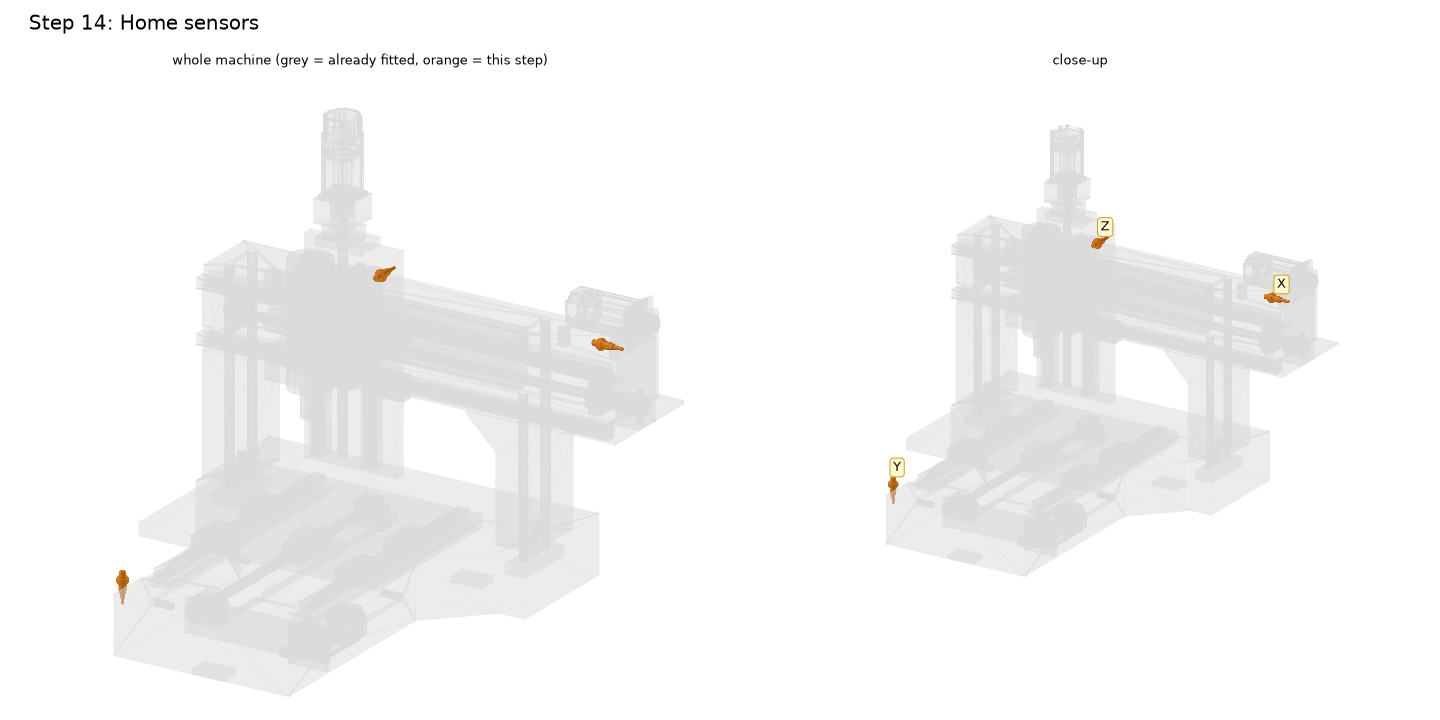 Step 14: Home sensors
whole machine (grey = already fitted, orange = this step)
close-up
Z
X
Y